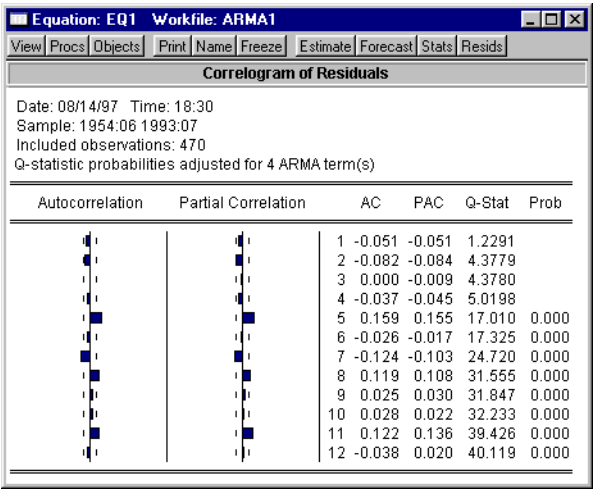 Equation: EQ1 Workfile: ARMA1
View Procs Objects Print Name Freeze Estimate Forecast Stats Resids
Correlogram of Residuals
Date: 08/14/97 Time: 18:30
Sample: 1954:06 1993:07
Included observations: 470
Q-statistic probabilities adjusted for 4 ARMA term(s)
Autocorrelation Partial Correlation AC PAC Q-Stat Prob
1 -0.051 -0.051 1.2291
2 -0.082 -0.084 4.3779
3 0.000 -0.009 4.3780
4 -0.037 -0.045 5.0198
5 0.159 0.155 17.010 0.000
6 -0.026 -0.017 17.325 0.000
7 -0.124 -0.103 24.720 0.000
8 0.119 0.108 31.555 0.000
9 0.025 0.030 31.847 0.000
10 0.028 0.022 32.233 0.000
11 0.122 0.136 39.426 0.000
12 -0.038 0.020 40.119 0.000